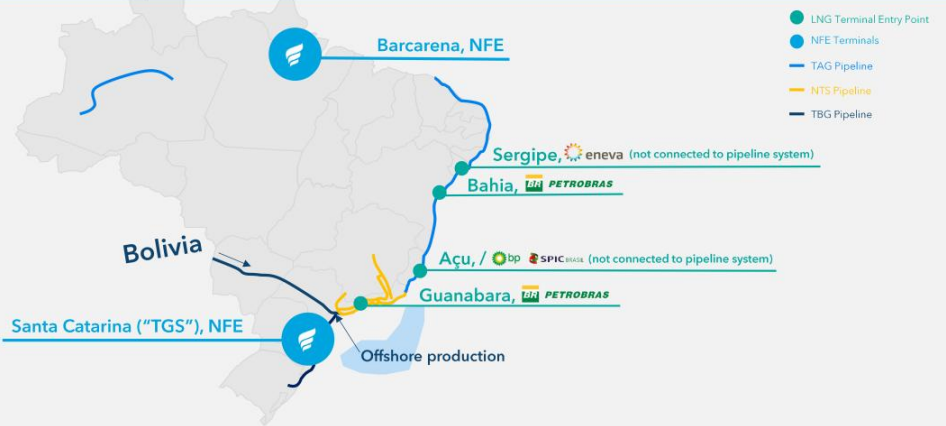 LNG Terminal Entry Point
NFE Terminals
TAG Pipeline
NTS Pipeline
TBG Pipeline
Barcarena, NFE
Sergipe, eneva (not connected to pipeline system)
Bahia, BR PETROBRAS
Bolivia
Açu, / bp SPIC BRASIL (not connected to pipeline system)
Guanabara, BR PETROBRAS
Santa Catarina (“TGS”), NFE
Offshore production